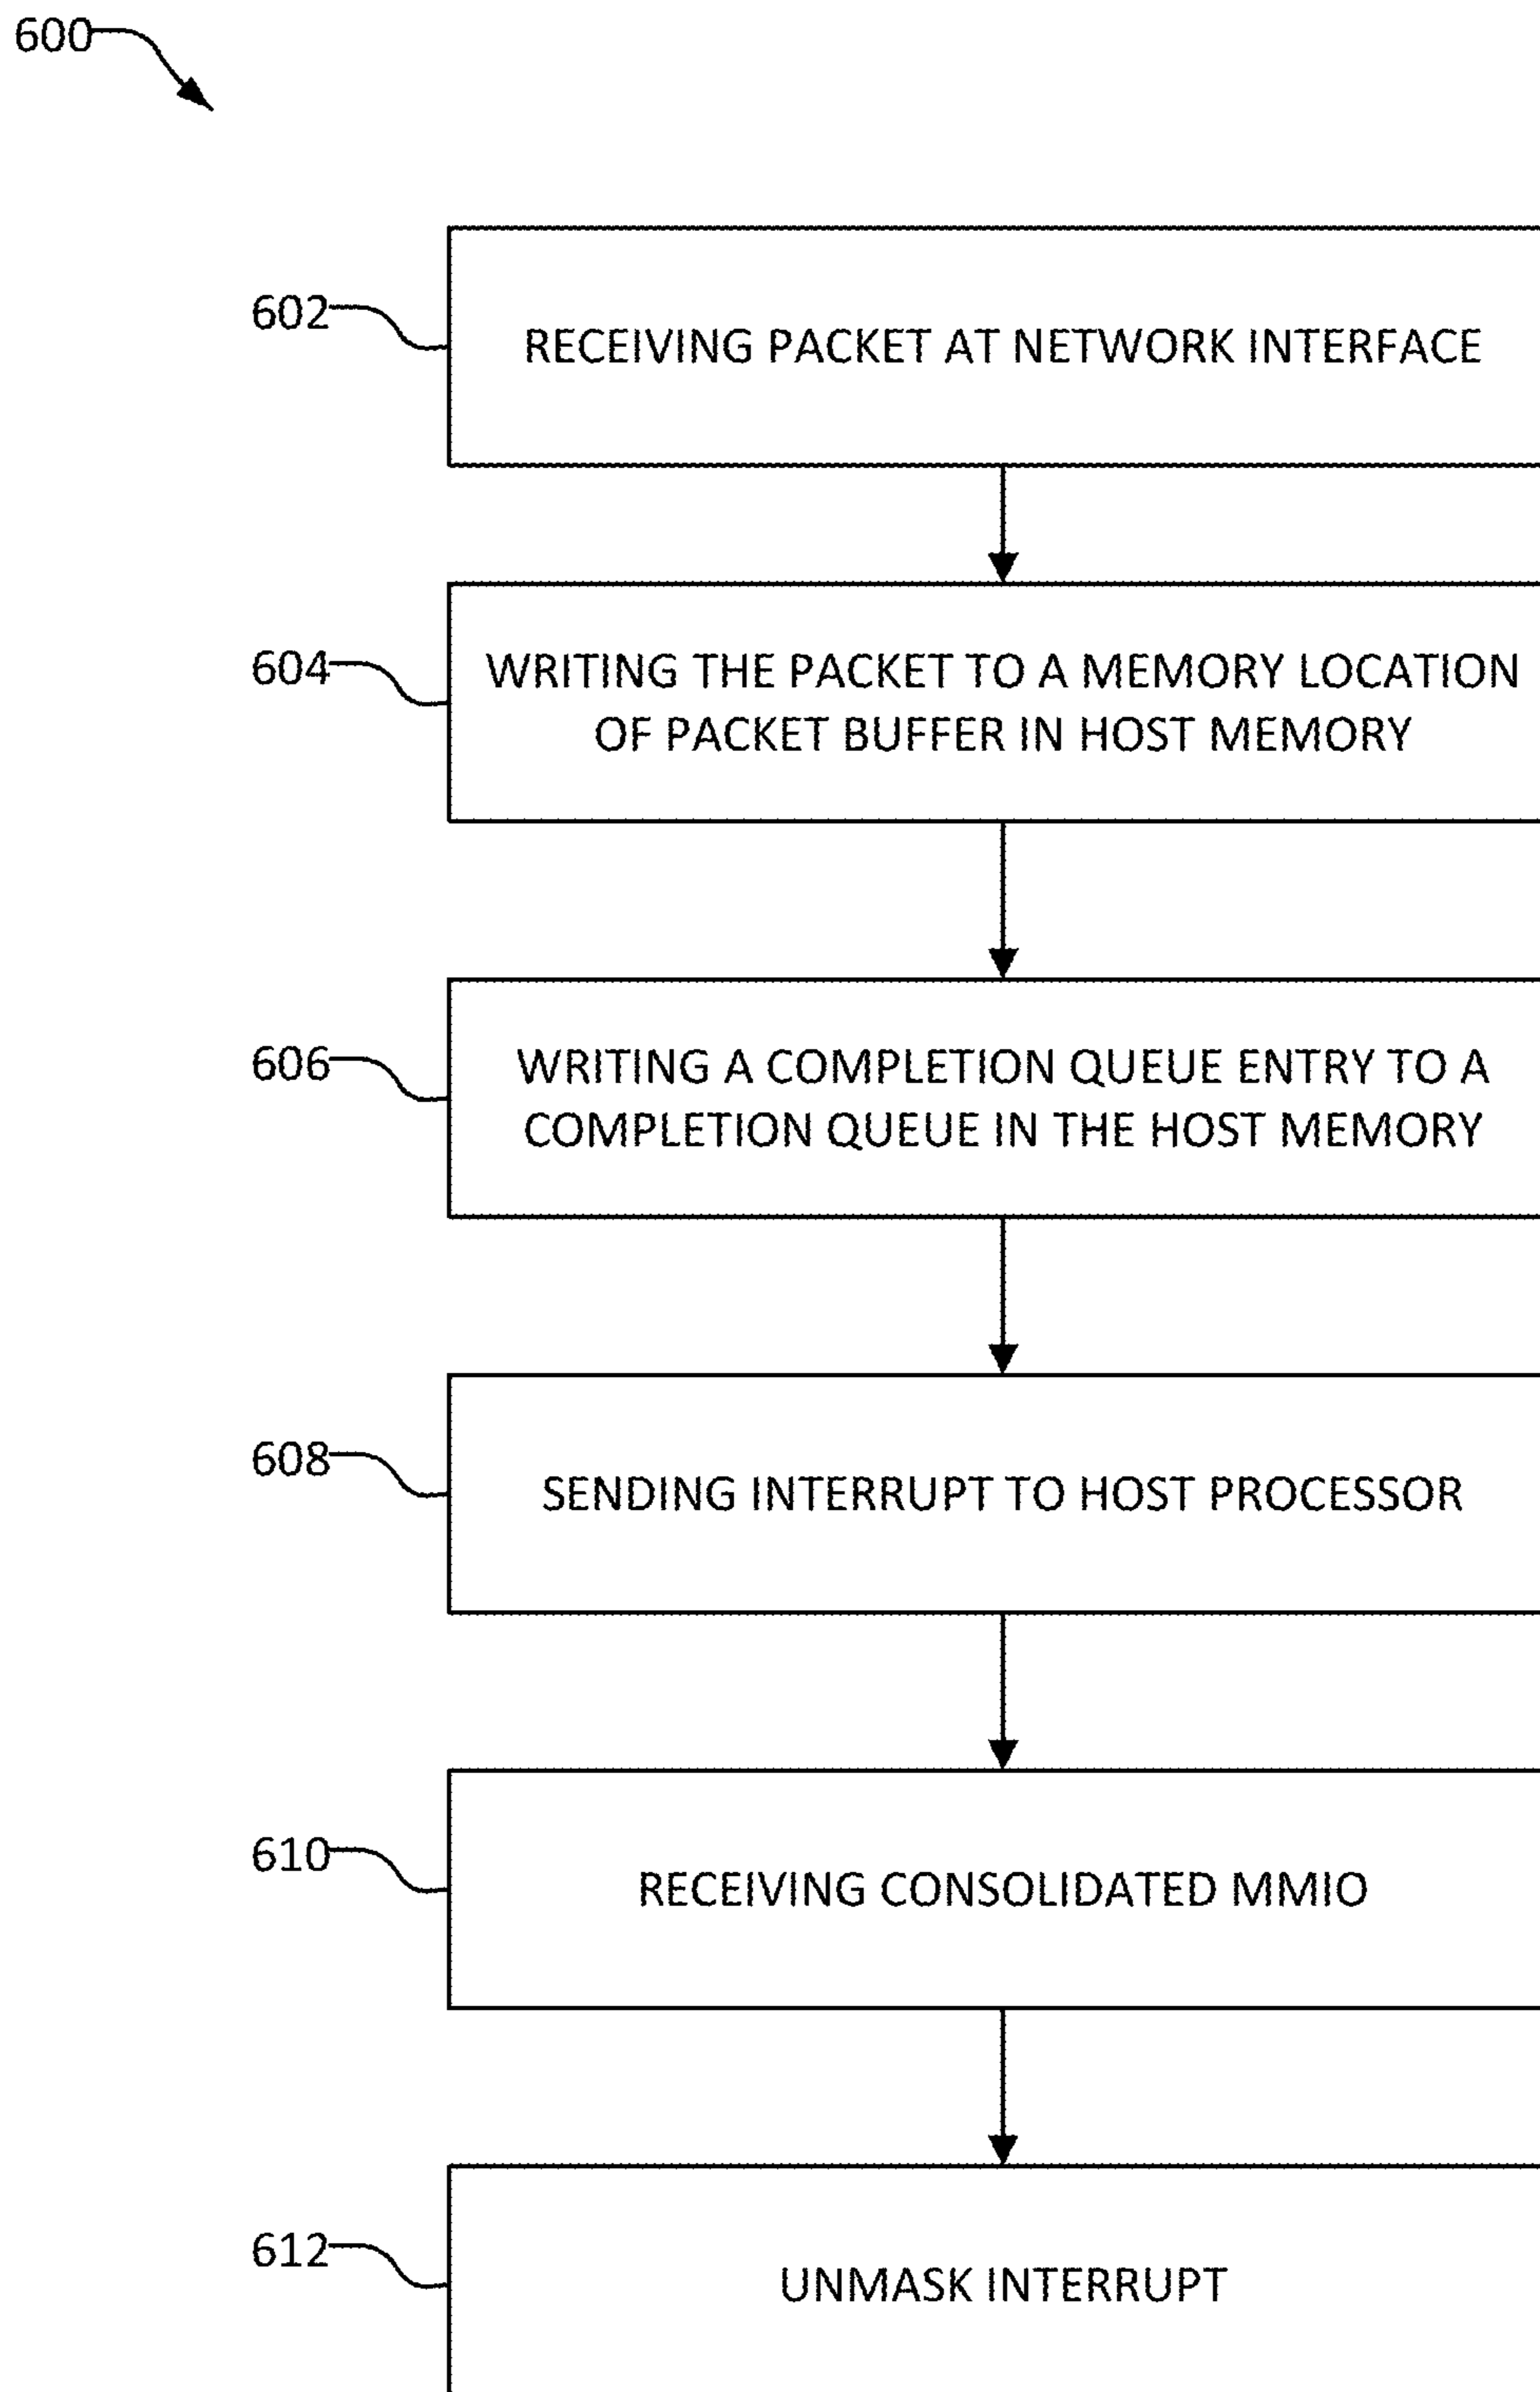 600
602
RECEIVING PACKET AT NETWORK INTERFACE
604
WRITING THE PACKET TO A MEMORY LOCATION
OF PACKET BUFFER IN HOST MEMORY
606
WRITING A COMPLETION QUEUE ENTRY TO A
COMPLETION QUEUE IN THE HOST MEMORY
608
SENDING INTERRUPT TO HOST PROCESSOR
610
RECEIVING CONSOLIDATED MMIO
612
UNMASK INTERRUPT